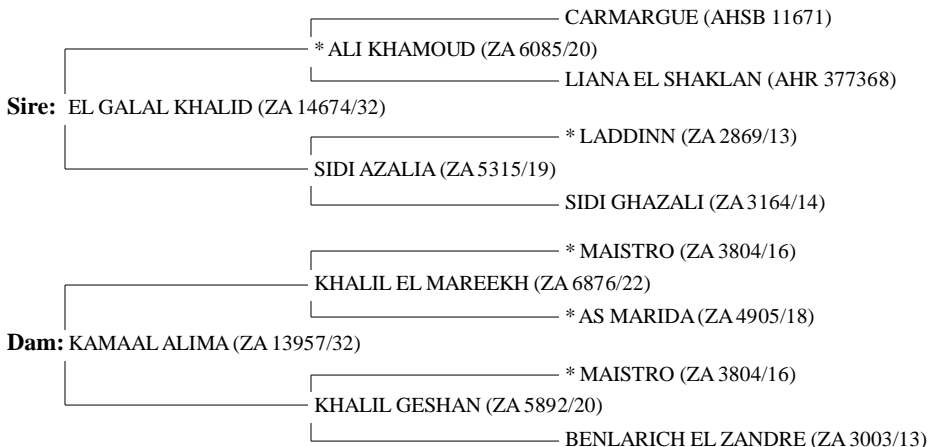 CARMARGUE (AHSB 11671)
* ALI KHAMOUD (ZA 6085/20)
LIANA EL SHAKLAN (AHR 377368)
Sire: EL GALAL KHALID (ZA 14674/32)
* LADDINN (ZA 2869/13)
SIDI AZALIA (ZA 5315/19)
SIDI GHAZALI (ZA 3164/14)
* MAISTRO (ZA 3804/16)
KHALIL EL MAREEKH (ZA 6876/22)
* AS MARIDA (ZA 4905/18)
Dam: KAMAAL ALIMA (ZA 13957/32)
* MAISTRO (ZA 3804/16)
KHALIL GESHAN (ZA 5892/20)
BENLARICH EL ZANDRE (ZA 3003/13)